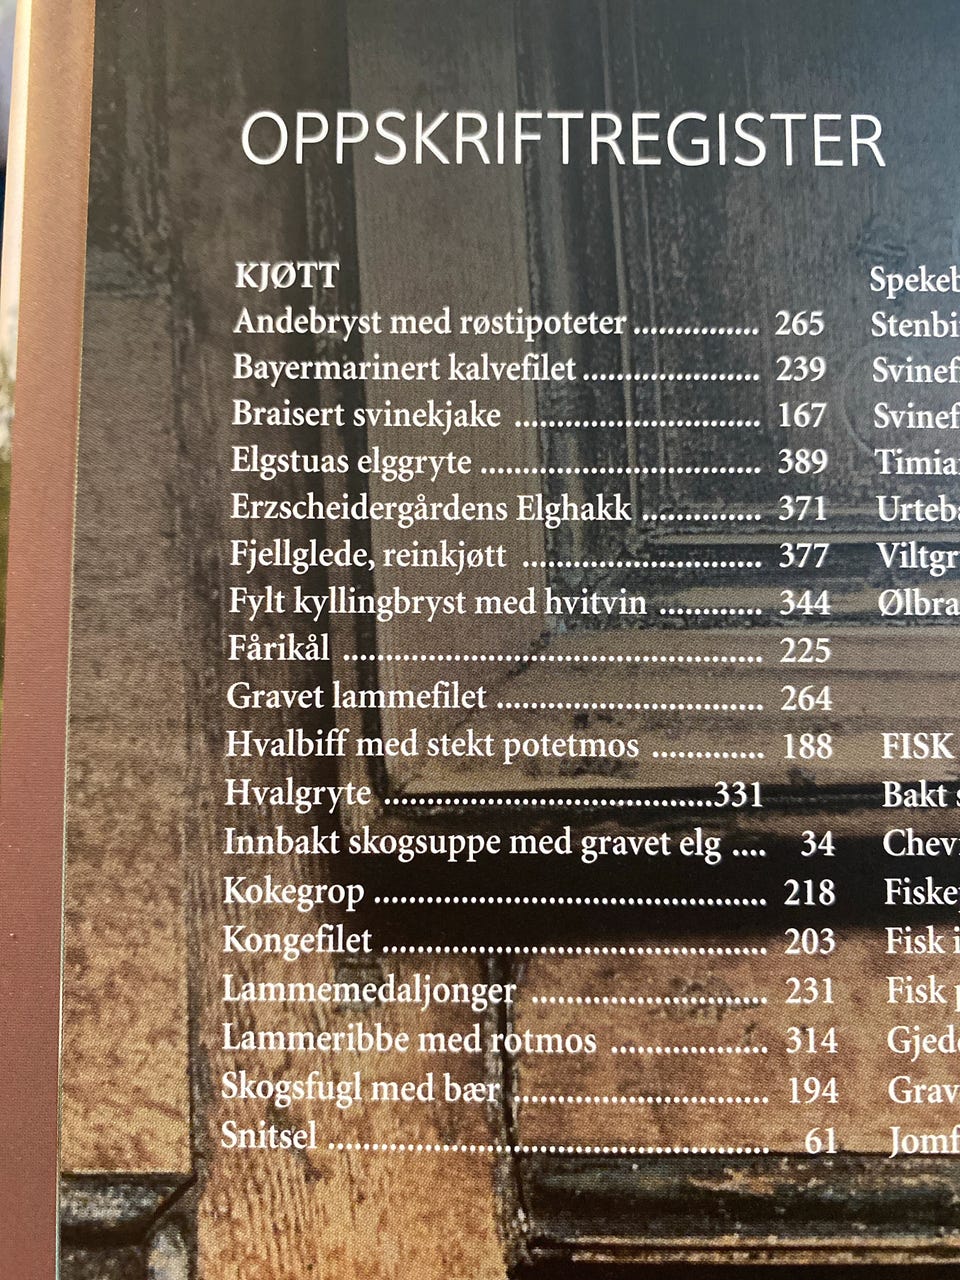 OPPSKRIFTREGISTER
KJØTT
Andebryst med røstipoteter ............... 265
Bayermarinert kalvefilet ..................... 239
Braisert svinekjake .............................. 167
Elgstuas elggryte .................................. 389
Erzscheidergårdens Elghakk .............. 371
Fjellglede, reinkjøtt ............................. 377
Fylt kyllingbryst med hvitvin ............ 344
Fårikål ................................................... 225
Gravet lammefilet ................................ 264
Hvalbiff med stekt potetmos ............. 188
Hvalgryte ........................................331
Innbakt skogsuppe med gravet elg .... 34
Kokegrop ............................................... 218
Kongefilet .............................................. 203
Lammemedaljonger ............................ 231
Lammeribbe med rotmos ................... 314
Skogsfugl med bær ............................... 194
Snitsel ..................................................... 61
FISK
Bakt
Fisk
Fisk